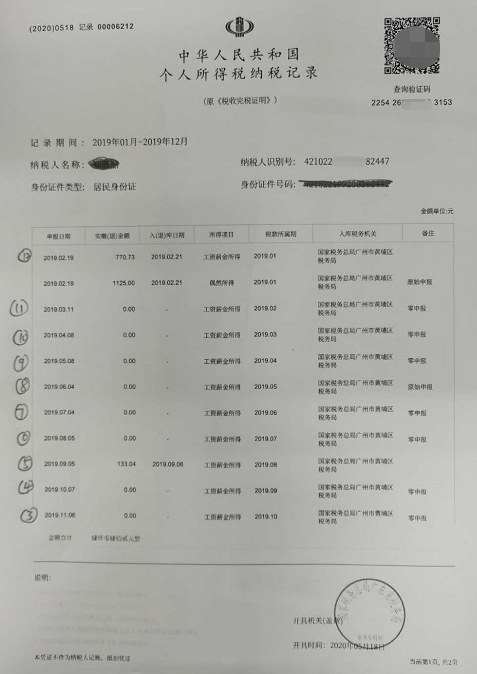 (2020)0518 记录 00006212
中华人民共和国
个人所得税纳税记录
(原《税收完税证明》)
查询验证码
2254 26 3153
记录期间: 2019年01月-2019年12月
纳税人名称:
纳税人识别号: 421022 82447
身份证件类型: 居民身份证
身份证件号码:
金额单位:元
申报日期 实缴(退)金额 入(退)库日期 所得项目 税款所属期 入库税务机关 备注
⑫ 2019.02.19 770.73 2019.02.21 工资薪金所得 2019.01 国家税务总局广州市黄埔区
税务局
2019.02.19 1125.00 2019.02.21 偶然所得 2019.01 国家税务总局广州市黄埔区
税务局 原始申报
⑪ 2019.03.11 0.00 - 工资薪金所得 2019.02 国家税务总局广州市黄埔区
税务局 零申报
⑩ 2019.04.08 0.00 - 工资薪金所得 2019.03 国家税务总局广州市黄埔区
税务局 零申报
⑨ 2019.05.08 0.00 - 工资薪金所得 2019.04 国家税务总局广州市黄埔区
税务局 零申报
⑧ 2019.06.04 0.00 - 工资薪金所得 2019.05 国家税务总局广州市黄埔区
税务局 原始申报
⑦ 2019.07.04 0.00 - 工资薪金所得 2019.06 国家税务总局广州市黄埔区
税务局 零申报
⑥ 2019.08.05 0.00 - 工资薪金所得 2019.07 国家税务总局广州市黄埔区
税务局 零申报
⑤ 2019.09.05 133.04 2019.09.06 工资薪金所得 2019.08 国家税务总局广州市黄埔区
税务局
④ 2019.10.07 0.00 - 工资薪金所得 2019.09 国家税务总局广州市黄埔区
税务局 零申报
③ 2019.11.06 0.00 - 工资薪金所得 2019.10 国家税务总局广州市黄埔区
税务局 零申报
金额合计
说明:
开具机关(盖章)
开具时间: 2020年05月18日
本凭证不作为纳税人记账、抵扣凭证
当前第1页, 共2页